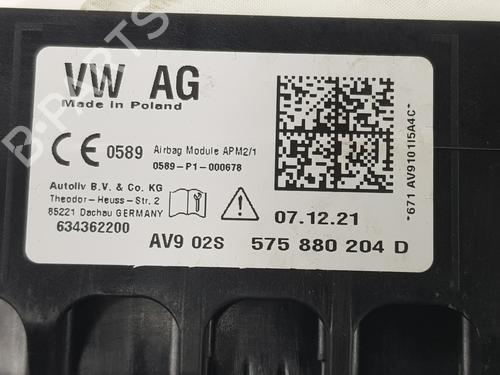 VW AG
Made in Poland
CE 0589
Airbag Module APM2/1
0589-P1-000678
Autoliv B.V. & Co. KG
Theodor-Heuss-Str. 2
85221 Dachau GERMANY
634362200
07.12.21
AV9 02S 575 880 204 D
*671 AV910115A4C*
B-PARTS